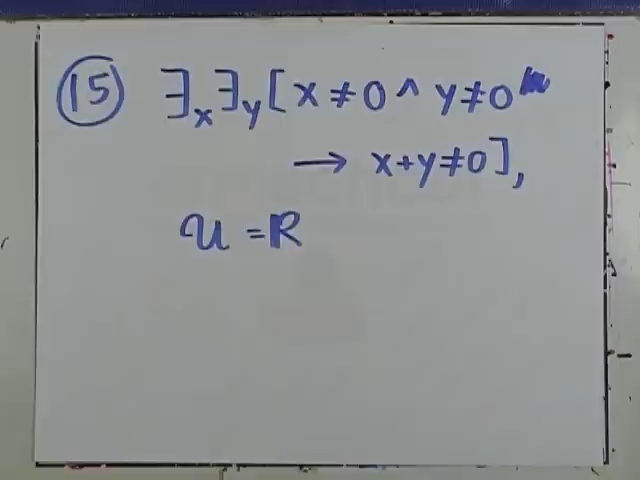 (15) ∃x∃y[x≠0 ∧ y≠0
→ x+y≠0],
U = R